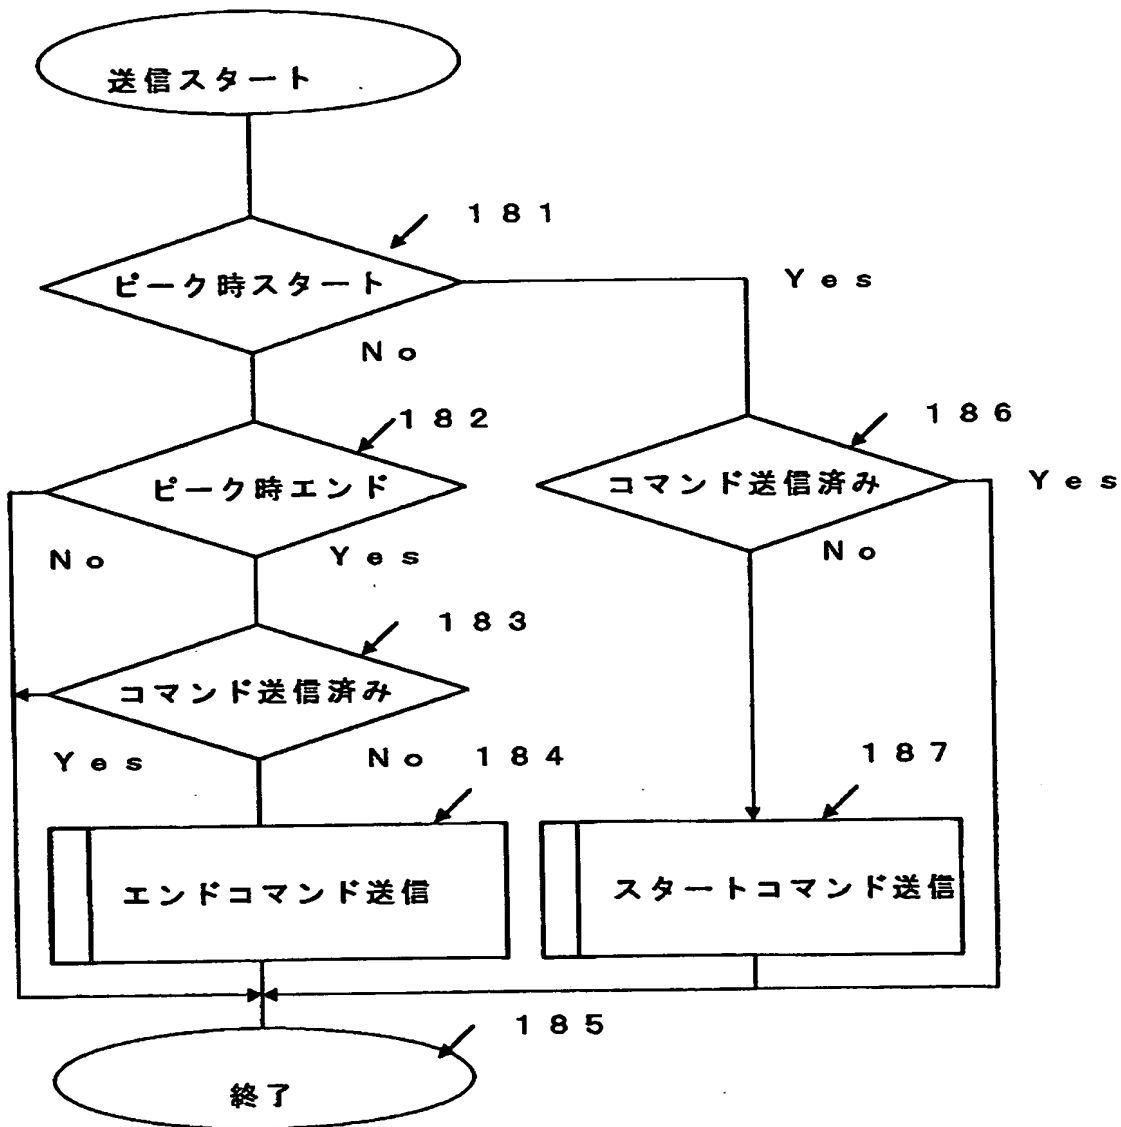 送信スタート
181
ピーク時スタート
Yes
No
182
186
ピーク時エンド
コマンド送信済み
Yes
No
Yes
No
183
コマンド送信済み
Yes
No
184
187
エンドコマンド送信
スタートコマンド送信
185
終了